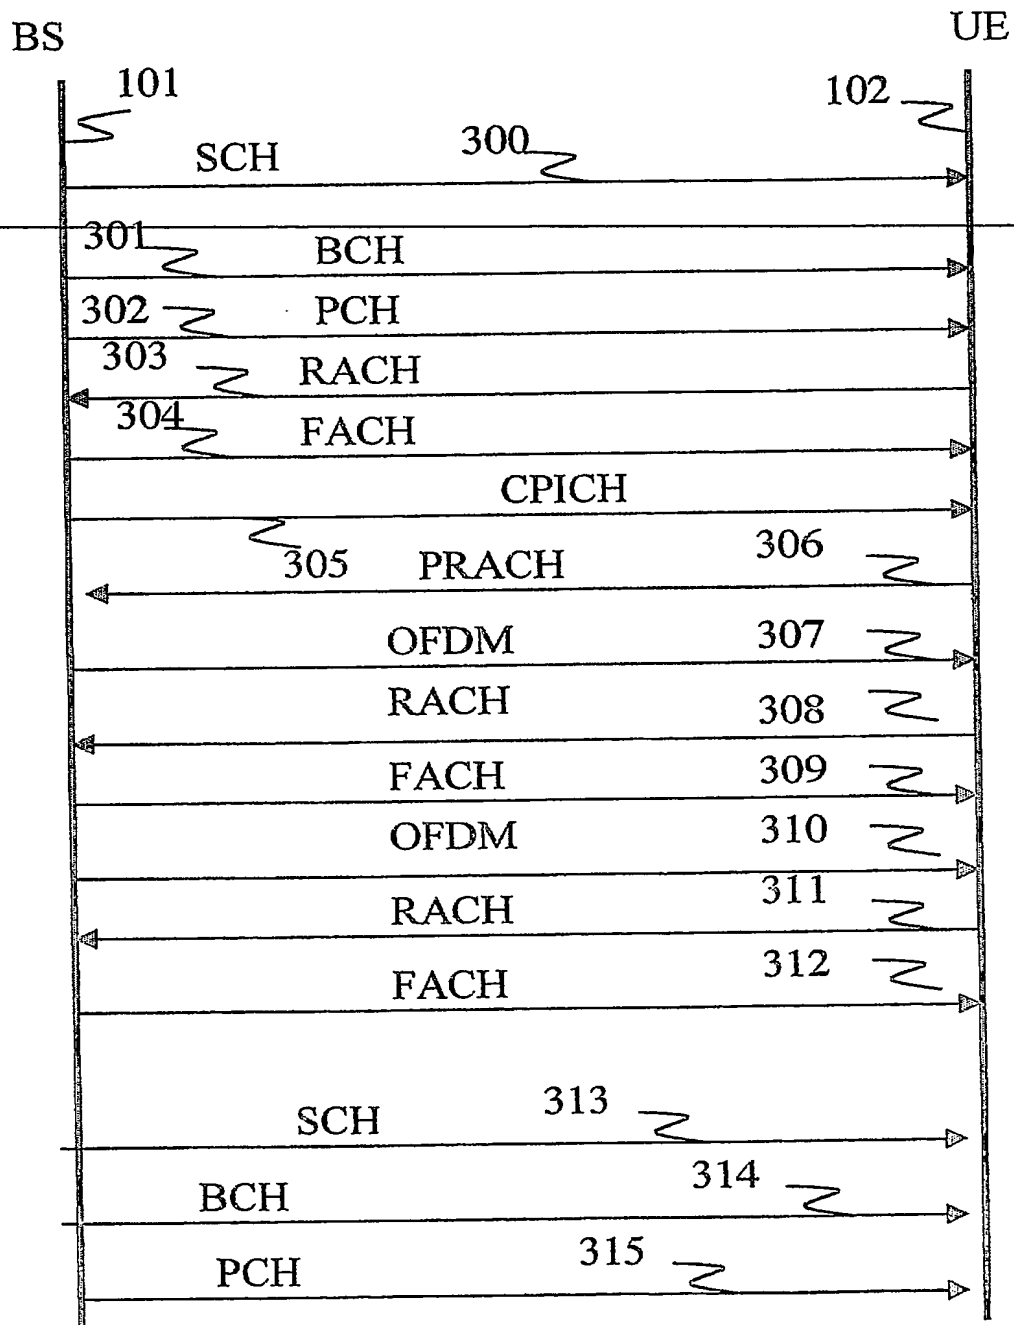 BS UE
101 102
SCH 300
301 BCH
302 PCH
303 RACH
304 FACH
CPICH
305 PRACH 306
OFDM 307
RACH 308
FACH 309
OFDM 310
RACH 311
FACH 312
SCH 313
BCH 314
PCH 315